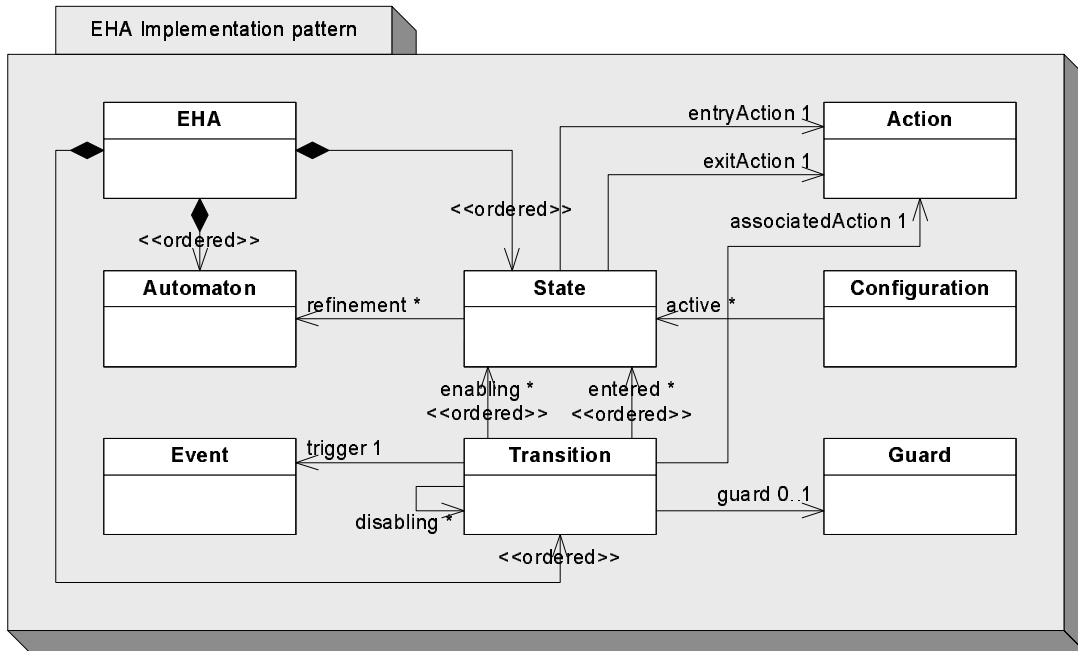 EHA Implementation pattern
EHA
entryAction 1
Action
exitAction 1
<<ordered>>
associatedAction 1
<<ordered>>
Automaton
State
Configuration
refinement *
active *
enabling *
entered *
<<ordered>>
<<ordered>>
Event
trigger 1
Transition
Guard
guard 0..1
disabling *
<<ordered>>